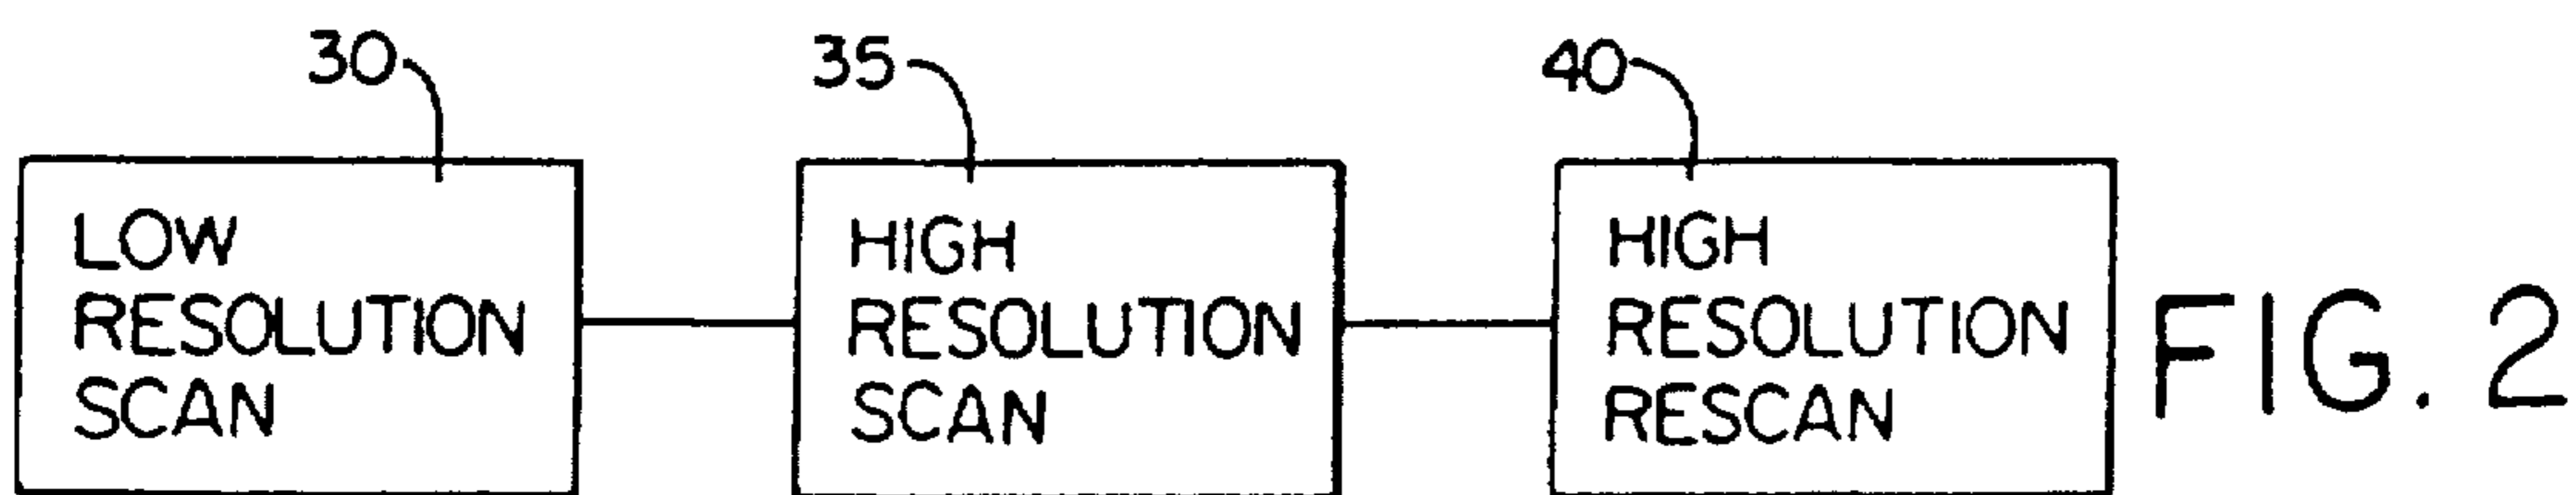 30
35
40
LOW
RESOLUTION
SCAN
HIGH
RESOLUTION
SCAN
HIGH
RESOLUTION
RESCAN
FIG. 2